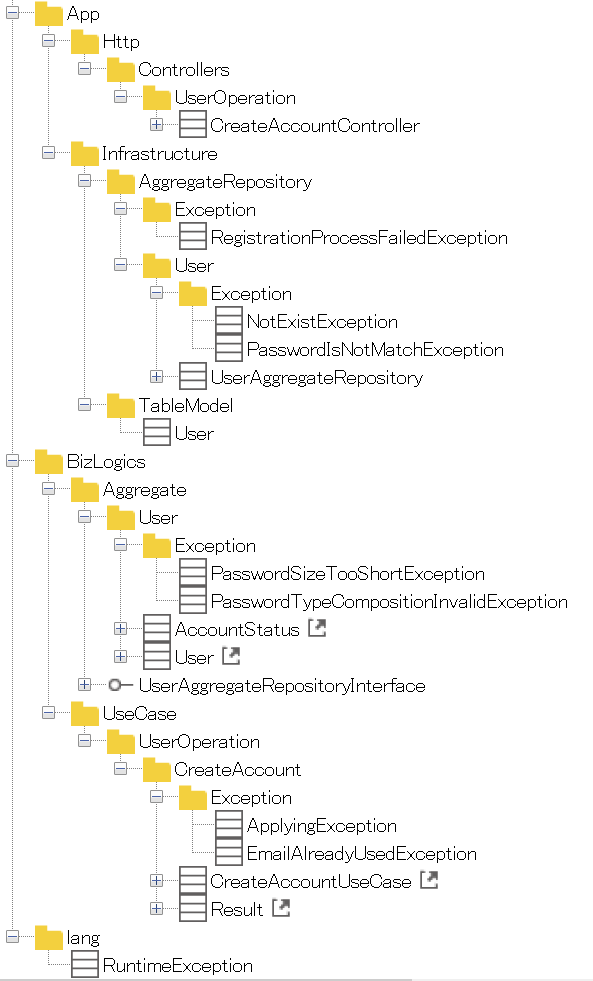 App
Http
Controllers
UserOperation
CreateAccountController
Infrastructure
AggregateRepository
Exception
RegistrationProcessFailedException
User
Exception
NotExistException
PasswordIsNotMatchException
UserAggregateRepository
TableModel
User
BizLogics
Aggregate
User
Exception
PasswordSizeTooShortException
PasswordTypeCompositionInvalidException
AccountStatus
User
UserAggregateRepositoryInterface
UseCase
UserOperation
CreateAccount
Exception
ApplyingException
EmailAlreadyUsedException
CreateAccountUseCase
Result
lang
RuntimeException